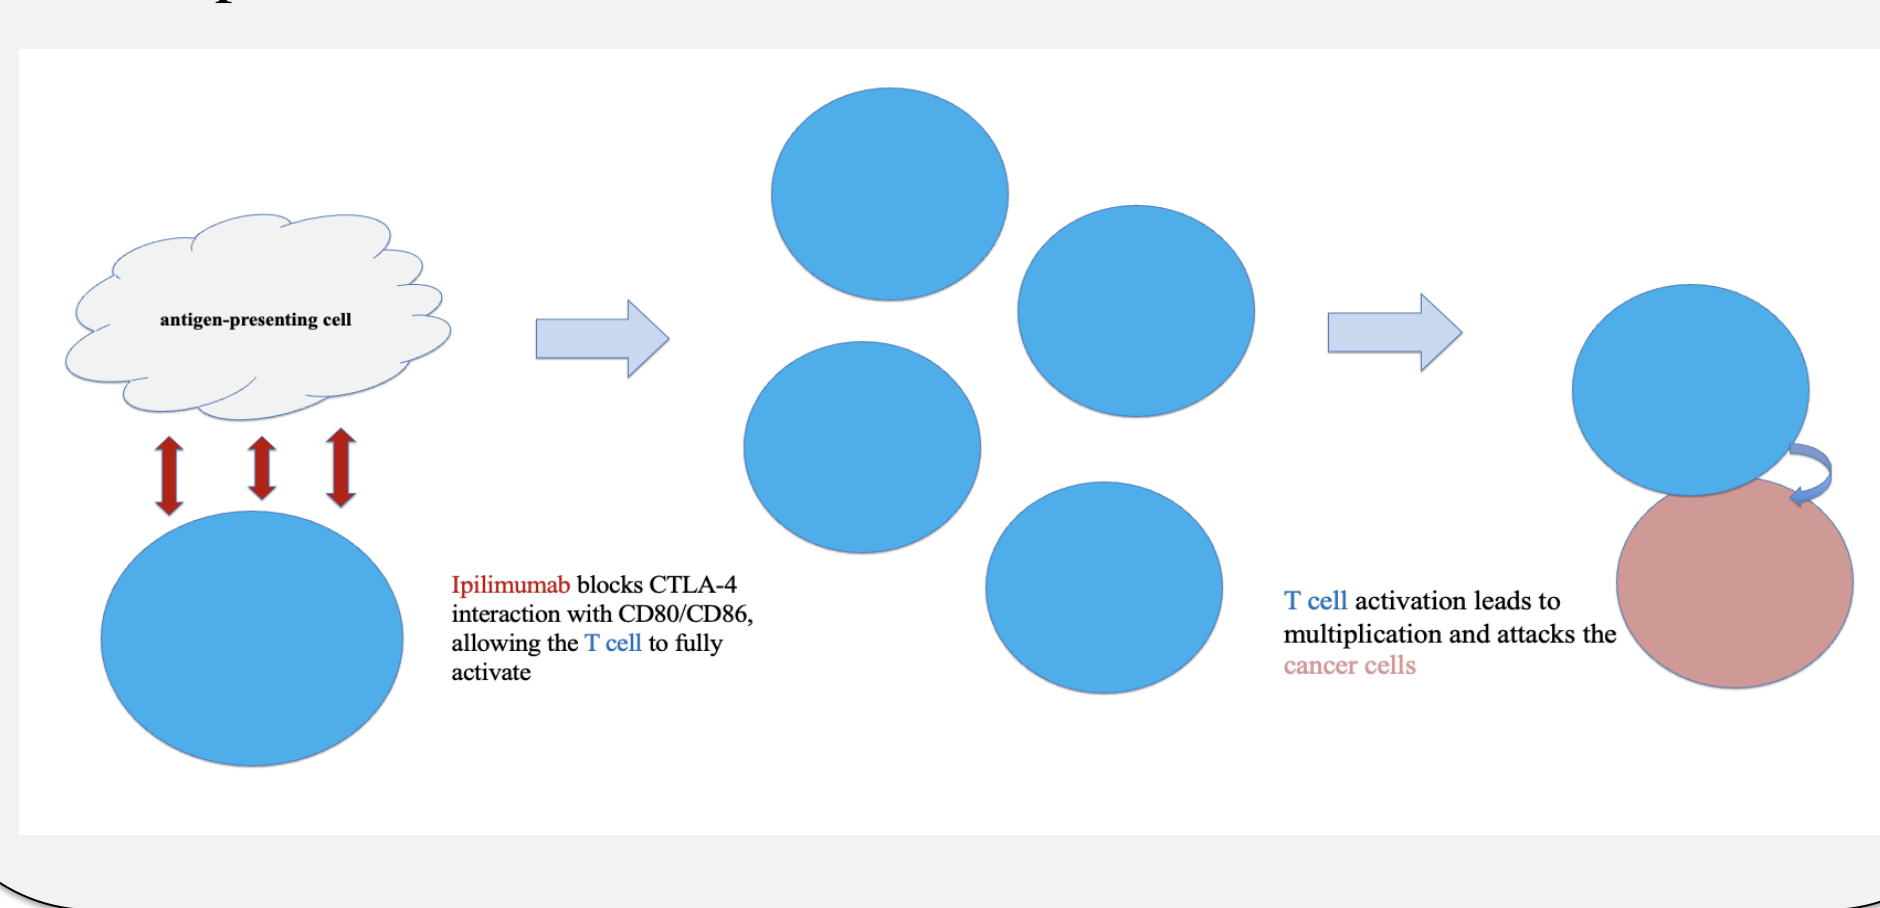 antigen-presenting cell
Ipilimumab blocks CTLA-4
interaction with CD80/CD86,
allowing the T cell to fully
activate
T cell activation leads to
multiplication and attacks the
cancer cells